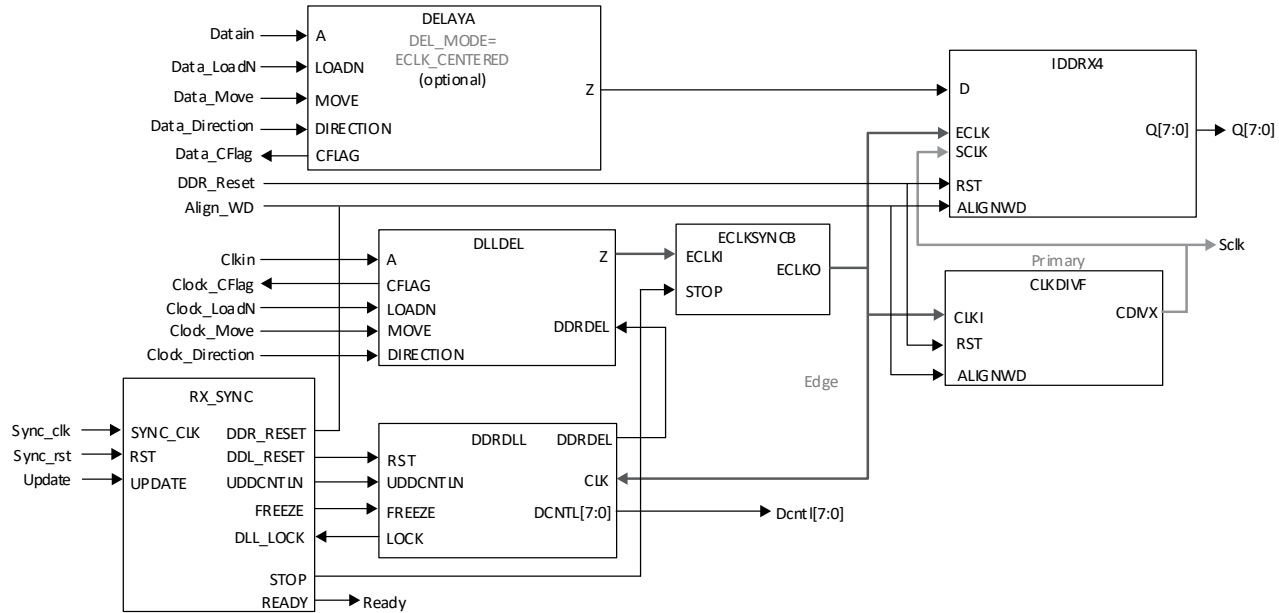 DELAYA
DEL_MODE=
ECLK_CENTERED
(optional)
Datain
A
Data_LoadN
LOADN
Data_Move
MOVE
Data_Direction
DIRECTION
Data_CFlag
CFLAG
Z
DDR_Reset
Align_WD
IDDRX4
D
ECLK
SCLK
RST
ALIGNWD
Q[7:0]
Q[7:0]
DLLDEL
Clkin
A
Clock_CFlag
CFLAG
Clock_LoadN
LOADN
Clock_Move
MOVE
Clock_Direction
DIRECTION
Z
DDRDEL
ECLKSYNCB
ECLKI
ECLKO
STOP
Sclk
Primary
CLKDIVF
CLKI
CDIVX
RST
ALIGNWD
Edge
RX_SYNC
Sync_clk
SYNC_CLK
Sync_rst
RST
Update
UPDATE
DDR_RESET
DDL_RESET
UDDCNTLN
FREEZE
DLL_LOCK
STOP
READY
Ready
DDRDLL
DDRDEL
RST
CLK
UDDCNTLN
FREEZE
DCNTL[7:0]
Dcntl[7:0]
LOCK